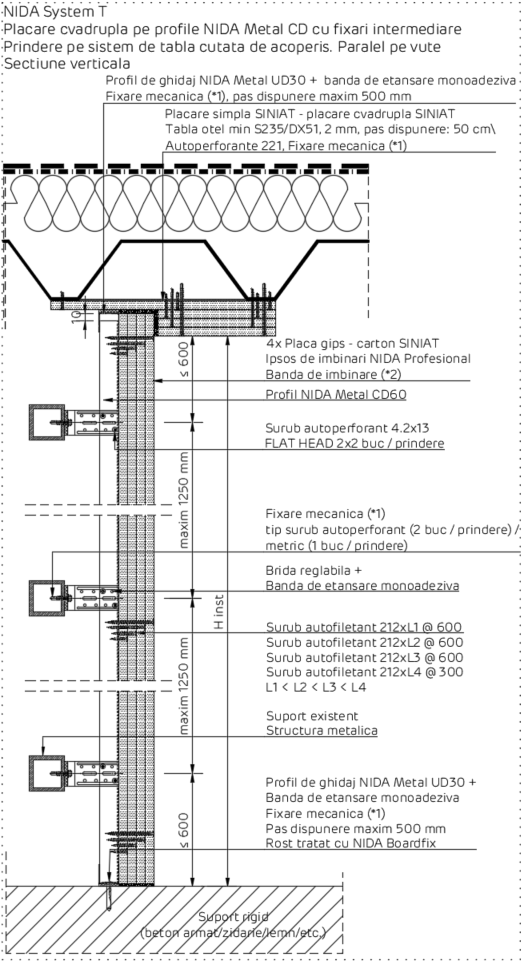 NIDA System T
Placare cvadrupla pe profile NIDA Metal CD cu fixari intermediare
Prindere pe sistem de tabla cutata de acoperis. Paralel pe vute
Sectiune verticala
Profil de ghidaj NIDA Metal UD30 + banda de etansare monoadeziva
Fixare mecanica (*1), pas dispunere maxim 500 mm
Placare simpla SINIAT - placare cvadrupla SINIAT
Tabla otel min S235/DX51, 2 mm, pas dispunere: 50 cm\
Autoperforante 221, Fixare mecanica (*1)
10
≤ 600
4x Placa gips - carton SINIAT
Ipsos de imbinari NIDA Profesional
Banda de imbinare (*2)
Profil NIDA Metal CD60
Surub autoperforant 4.2x13
FLAT HEAD 2x2 buc / prindere
maxim 1250 mm
Fixare mecanica (*1)
tip surub autoperforant (2 buc / prindere) /
metric (1 buc / prindere)
Brida reglabila +
Banda de etansare monoadeziva
H inst
Surub autofiletant 212xL1 @ 600
Surub autofiletant 212xL2 @ 600
Surub autofiletant 212xL3 @ 600
Surub autofiletant 212xL4 @ 300
L1 < L2 < L3 < L4
maxim 1250 mm
Suport existent
Structura metalica
Profil de ghidaj NIDA Metal UD30 +
Banda de etansare monoadeziva
Fixare mecanica (*1)
Pas dispunere maxim 500 mm
Rost tratat cu NIDA Boardfix
≤ 600
Suport rigid
(beton armat/zidarie/lemn/etc.)